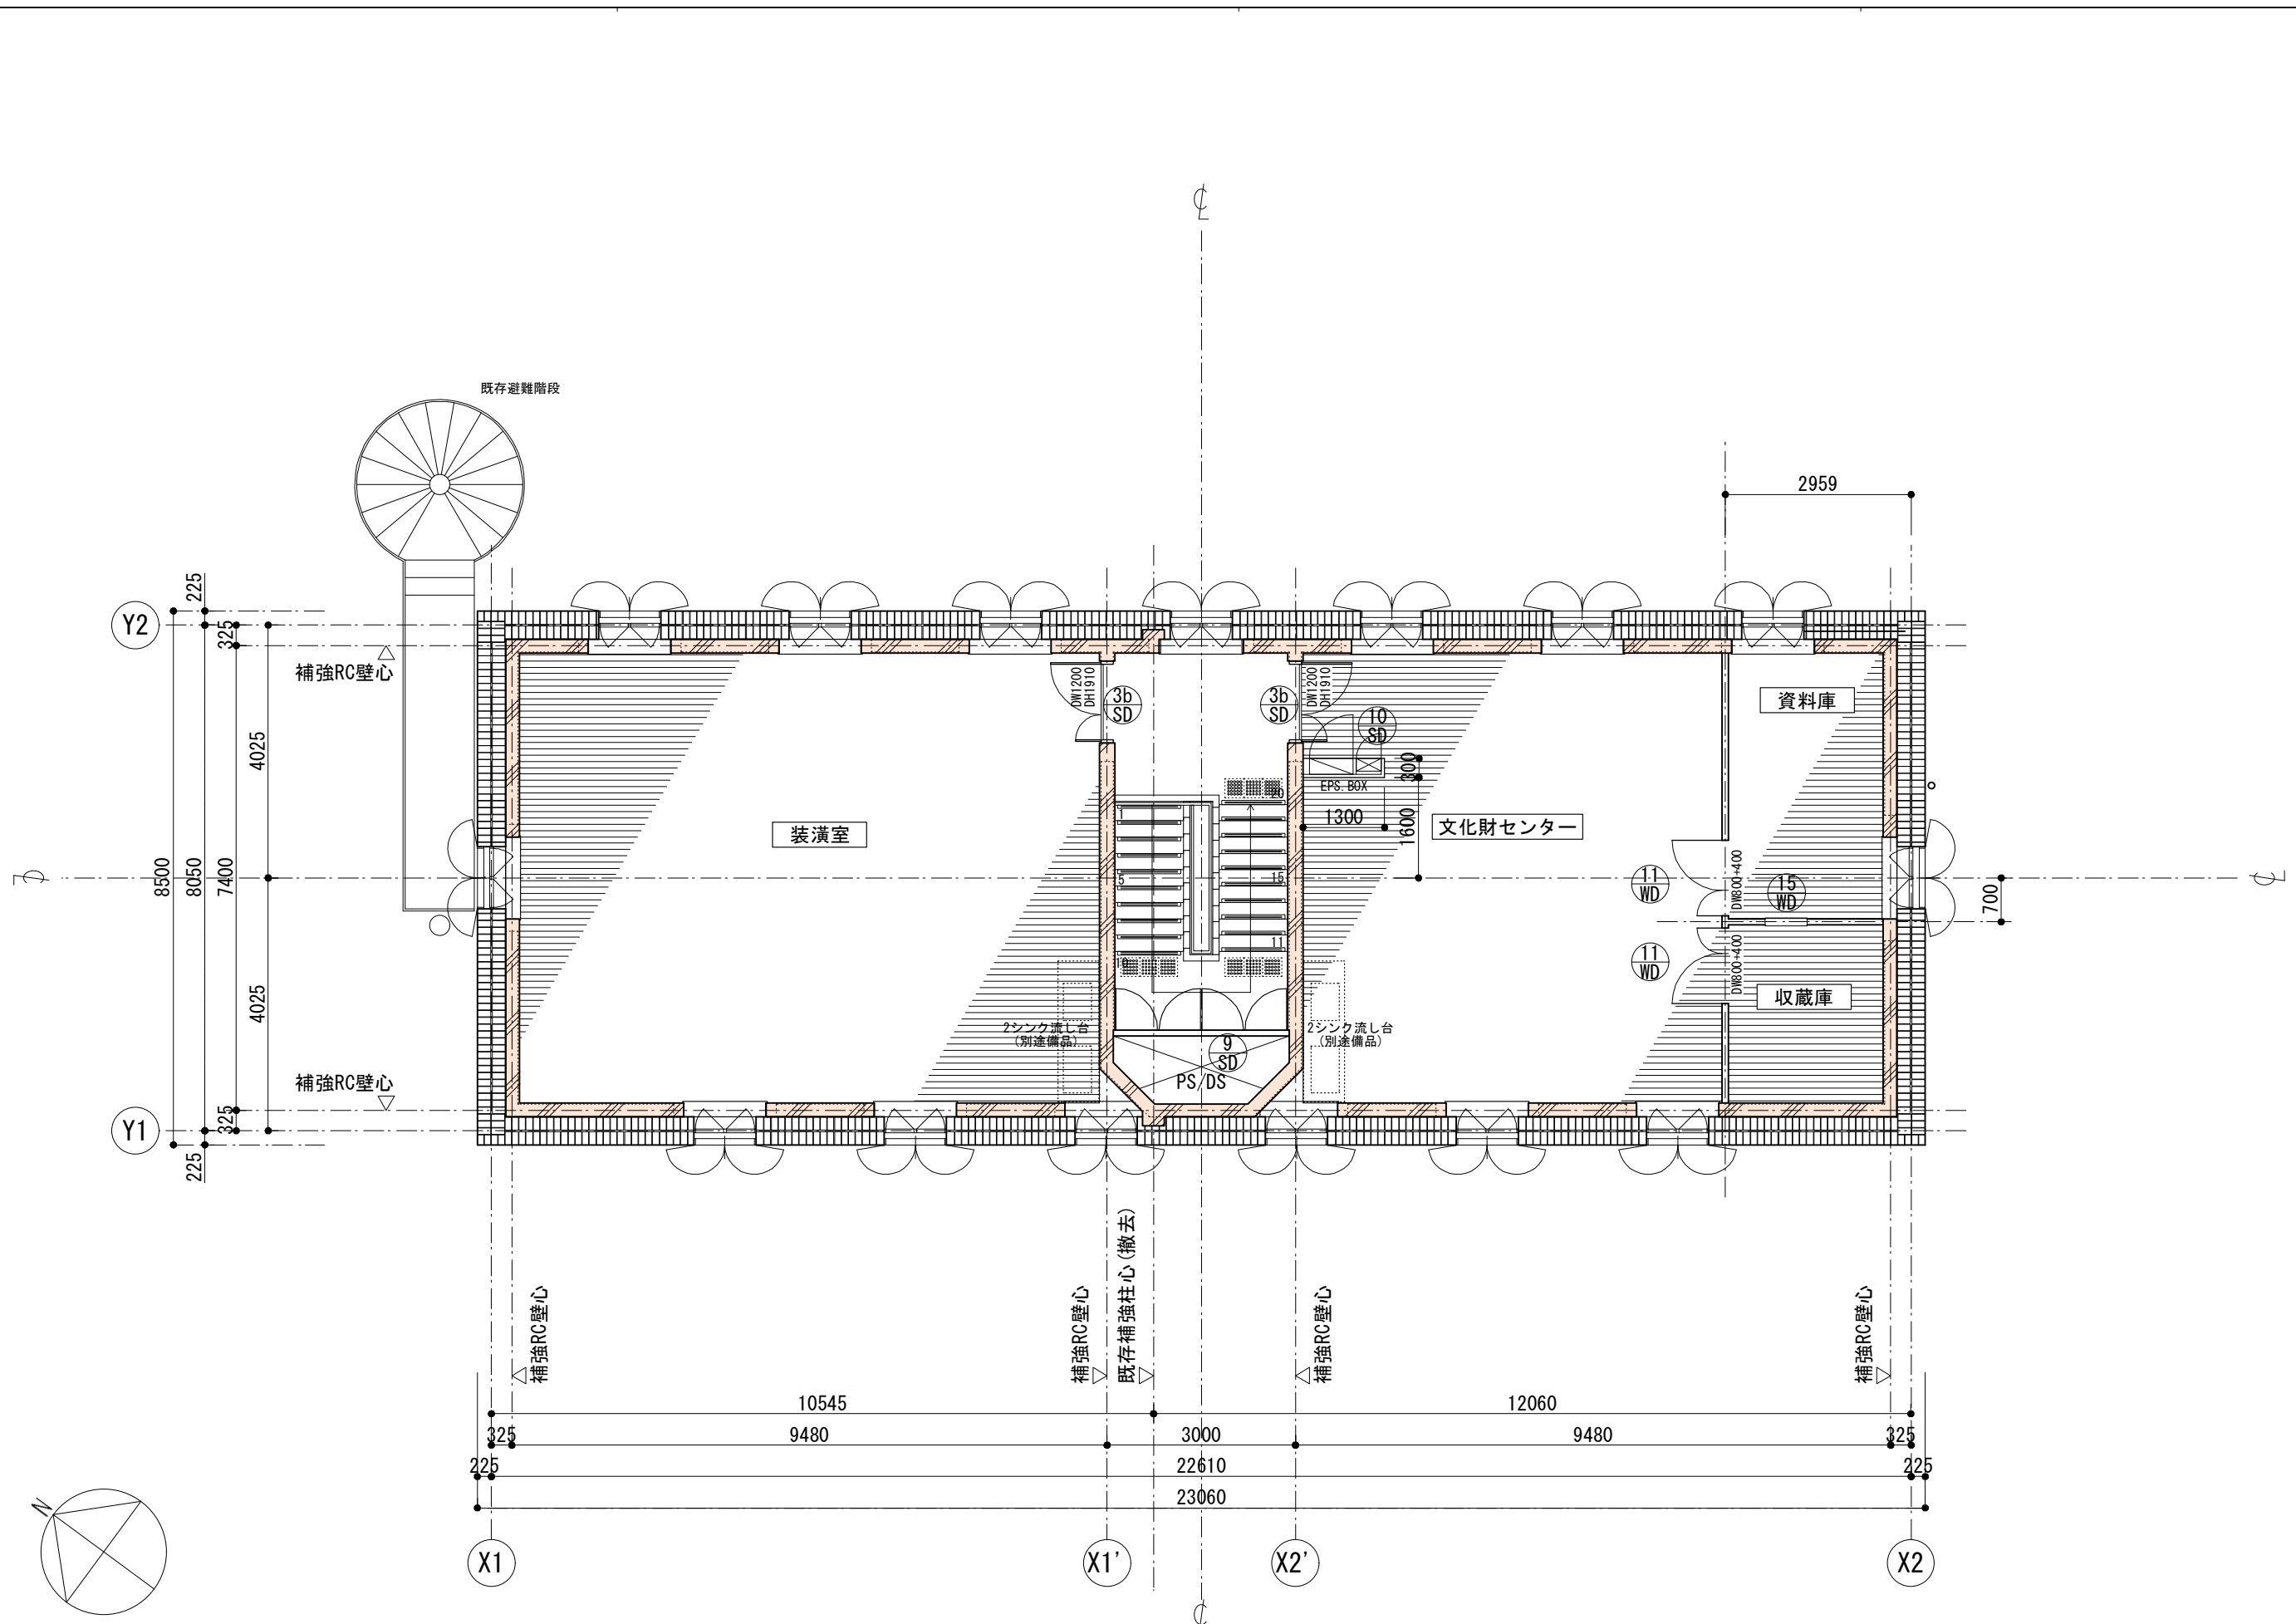 ℄
既存避難階段
2959
225
Y2
325
補強RC壁心
DW1200
DH1910
3b
SD
3b
SD
DW1200
DH1910
10
SD
資料庫
4025
300
EPS.BOX
20
1
1300
1600
装潢室
文化財センター
8500
8050
7400
℄
5
15
11
WD
DW800+400
15
WD
℄
700
11
10
11
WD
DW800+400
収蔵庫
4025
2シンク流し台
(別途備品)
9
SD
PS/DS
2シンク流し台
(別途備品)
補強RC壁心
325
Y1
225
補強RC壁心
補強RC壁心
既存補強柱心(撤去)
補強RC壁心
補強RC壁心
10545
12060
325
9480
3000
9480
325
225
22610
225
23060
N
X1
X1'
X2'
X2
℄